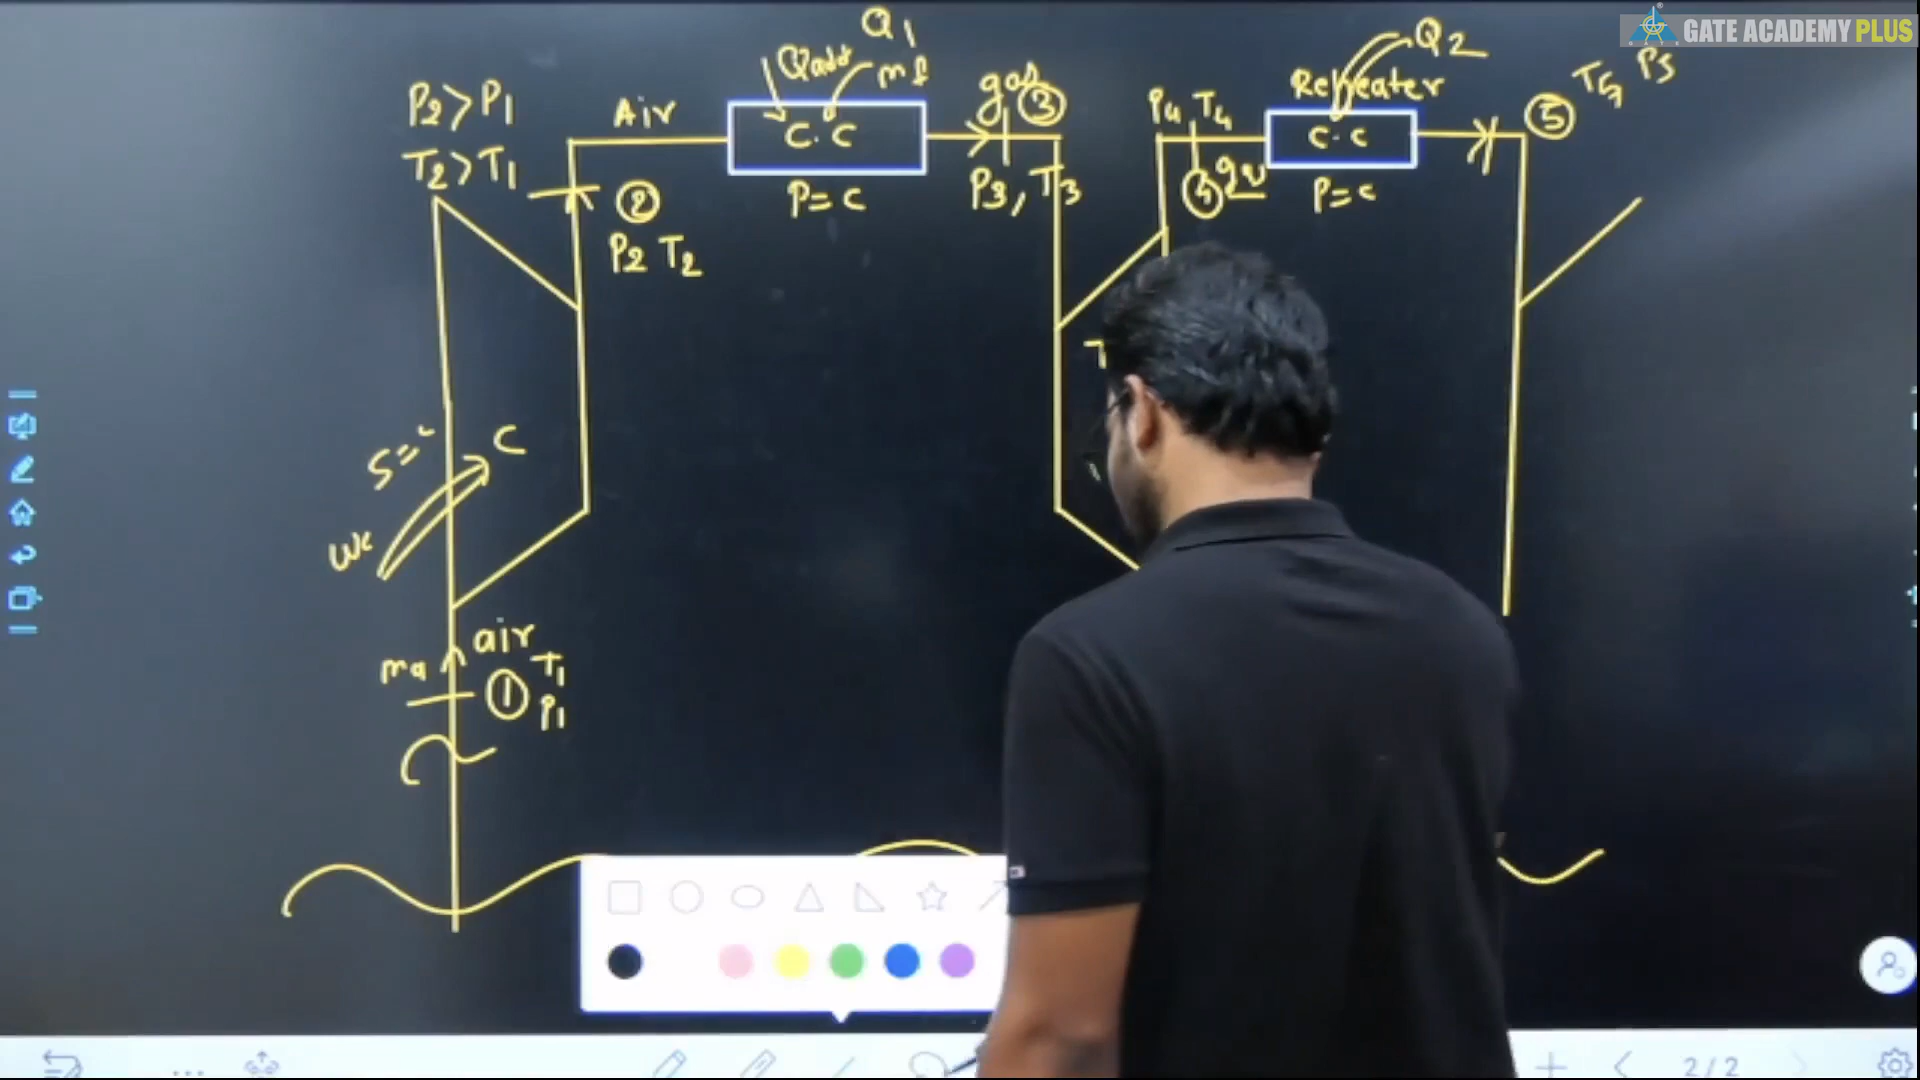 GATE ACADEMY PLUS
P2 > P1
T2 > T1
Air
Qadd
Q1
mf
C.C
P = C
gas
3
P3, T3
2
P2 T2
P4, T4
4
Reheater
Q2
C.C
P = C
5
T5, P5
S = C
C
Wc
air
ma
1
T1
P1
T
2/2